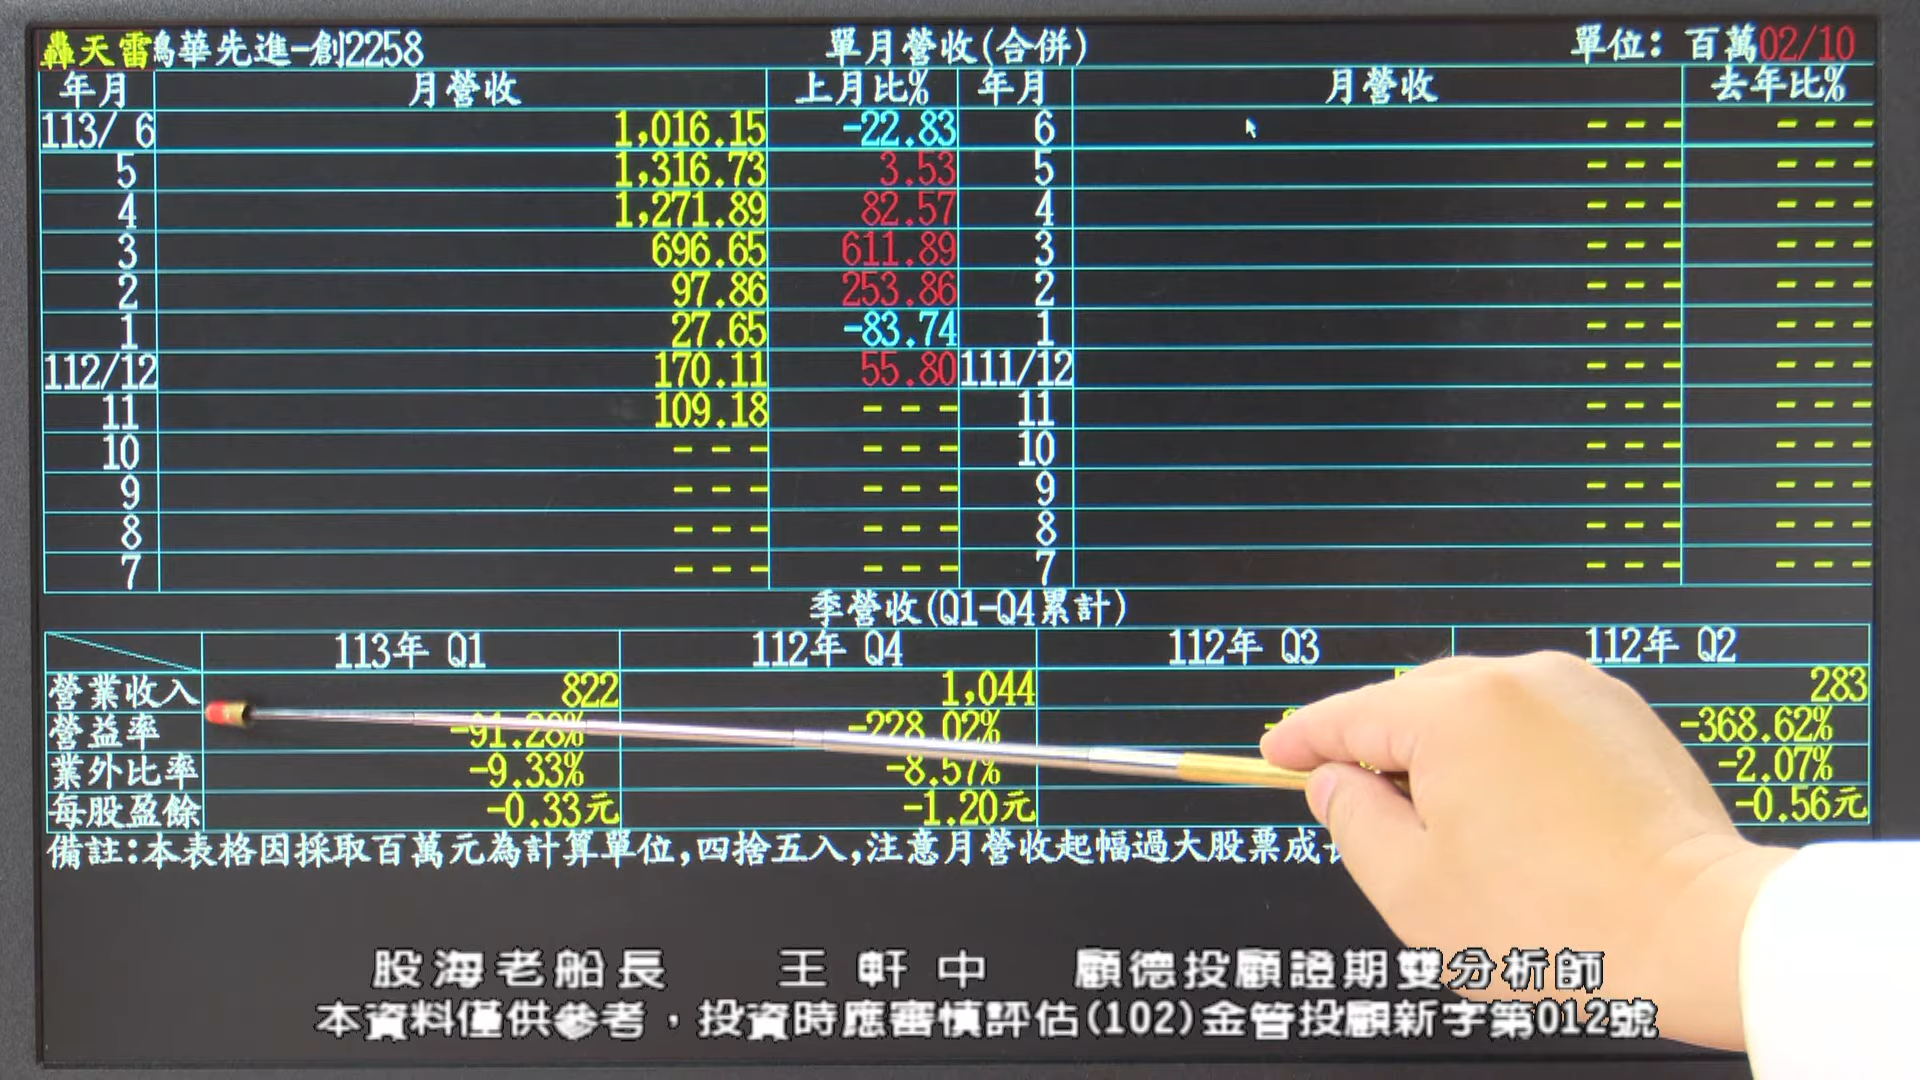 轟天雷鴻華先進-創2258 單月營收(合併) 單位：百萬02/10
年月 月營收 上月比% 年月 月營收 去年比%
113/ 6 1,016.15 -22.83 6 --- ---
5 1,316.73 3.53 5 --- ---
4 1,271.89 82.57 4 --- ---
3 696.65 611.89 3 --- ---
2 97.86 253.86 2 --- ---
1 27.65 -83.74 1 --- ---
112/12 170.11 55.80 111/12 --- ---
11 109.18 --- 11 --- ---
10 --- --- 10 --- ---
9 --- --- 9 --- ---
8 --- --- 8 --- ---
7 --- --- 7 --- ---
季營收(Q1-Q4累計)
113年 Q1 112年 Q4 112年 Q3 112年 Q2
營業收入 822 1,044 283
營益率 -91.28% -228.02% -368.62%
業外比率 -9.33% -8.57% -2.07%
每股盈餘 -0.33元 -1.20元 -0.56元
備註:本表格因採取百萬元為計算單位,四捨五入,注意月營收起幅過大股票成
股海老船長 王軒中 顧德投顧證期雙分析師
本資料僅供參考，投資時應審慎評估(102)金管投顧新字第012號